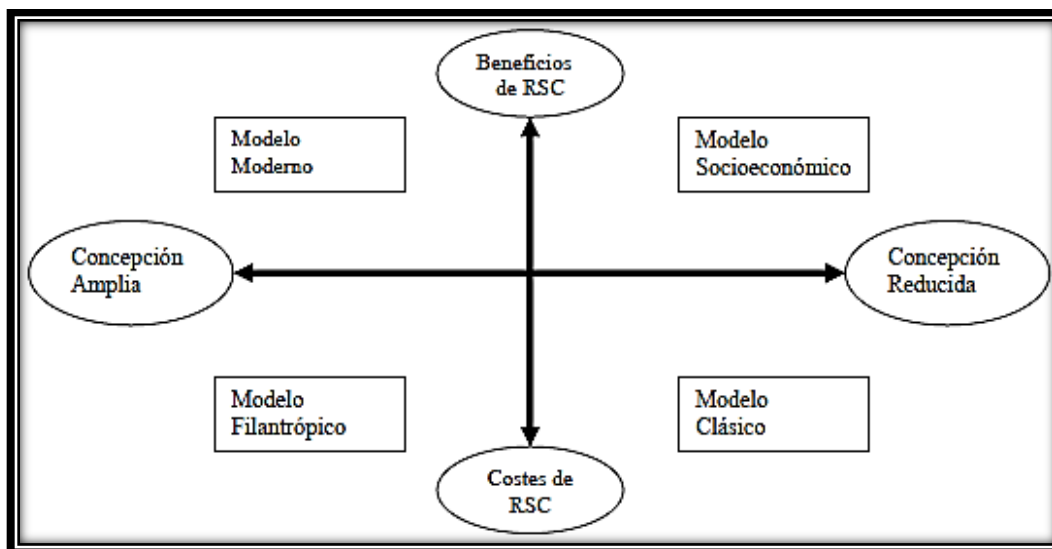 Beneficios
de RSC
Modelo
Moderno
Modelo
Socioeconómico
Concepción
Amplia
Concepción
Reducida
Modelo
Filantrópico
Modelo
Clásico
Costes de
RSC